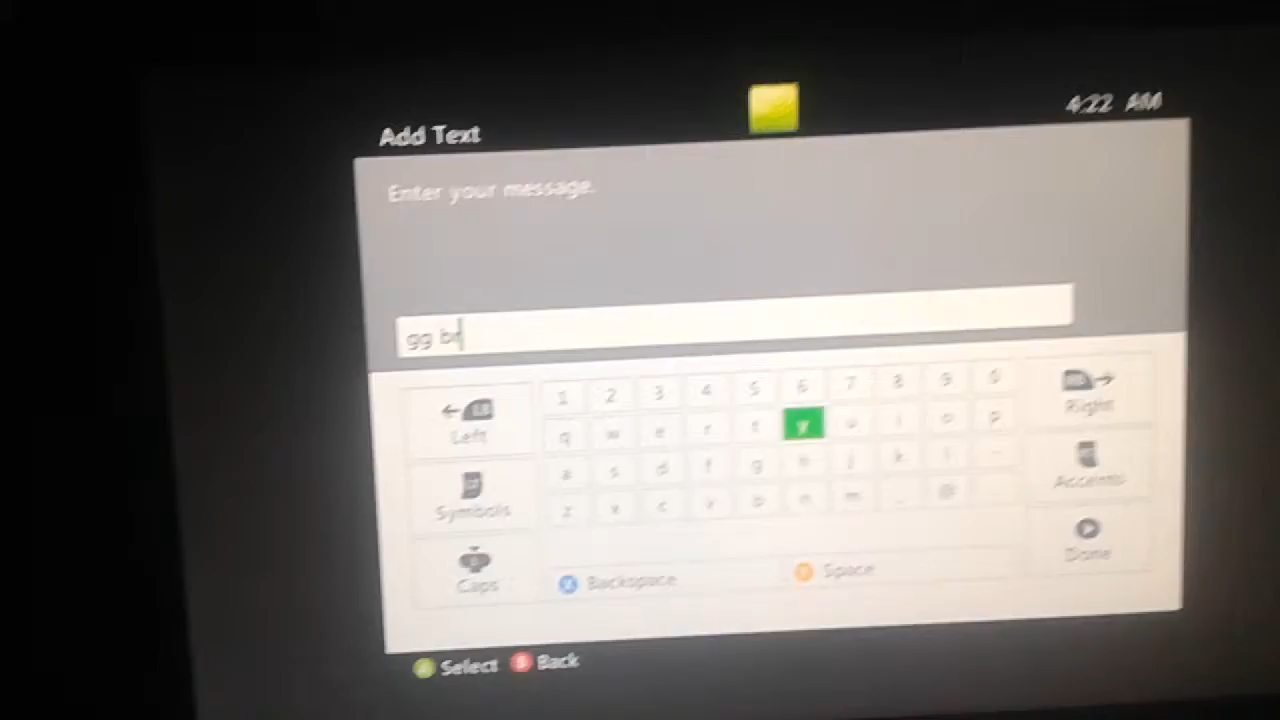 4:22 AM
Add Text
Enter your message.
gg br
1 2 3 4 5 6 7 8 9 0
Left
Right
q w e r t y u i o p
a s d f g h j k l -
Symbols
Accents
z x c v b n m _ @
Caps
Backspace
Space
Done
Select
Back